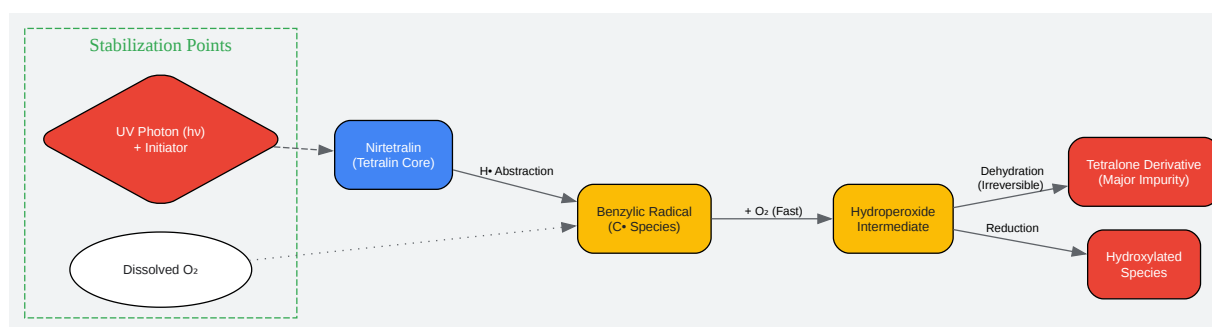 Stabilization Points
UV Photon (hν)
+ Initiator
Dissolved O₂
Nirtetralin
(Tetralin Core)
H• Abstraction
Benzylic Radical
(C• Species)
+ O₂ (Fast)
Hydroperoxide
Intermediate
Dehydration
(Irreversible)
Reduction
Tetralone Derivative
(Major Impurity)
Hydroxylated
Species